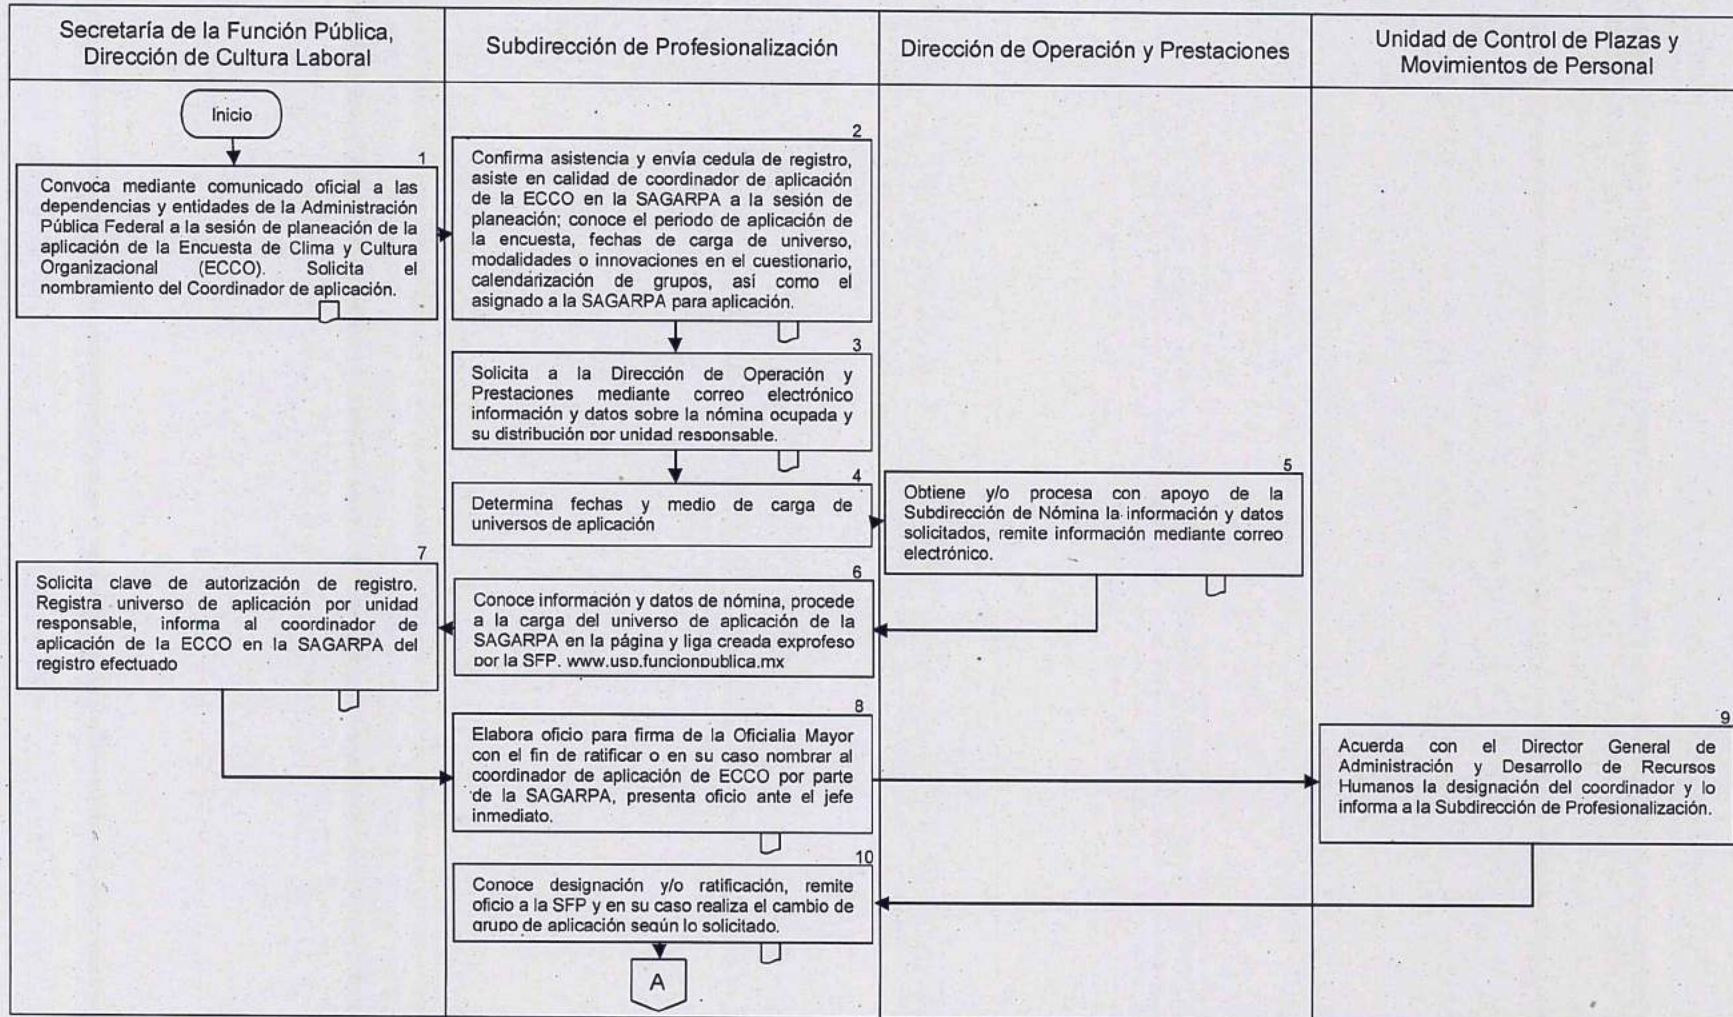 Secretaría de la Función Pública,
Dirección de Cultura Laboral
Subdirección de Profesionalización
Dirección de Operación y Prestaciones
Unidad de Control de Plazas y
Movimientos de Personal
Inicio
1
Convoca mediante comunicado oficial a las
dependencias y entidades de la Administración
Pública Federal a la sesión de planeación de la
aplicación de la Encuesta de Clima y Cultura
Organizacional (ECCO). Solicita el
nombramiento del Coordinador de aplicación.
2
Confirma asistencia y envía cedula de registro,
asiste en calidad de coordinador de aplicación
de la ECCO en la SAGARPA a la sesión de
planeación; conoce el periodo de aplicación de
la encuesta, fechas de carga de universo,
modalidades o innovaciones en el cuestionario,
calendarización de grupos, así como el
asignado a la SAGARPA para aplicación.
3
Solicita a la Dirección de Operación y
Prestaciones mediante correo electrónico
información y datos sobre la nómina ocupada y
su distribución por unidad responsable.
4
Determina fechas y medio de carga de
universos de aplicación
5
Obtiene y/o procesa con apoyo de la
Subdirección de Nómina la información y datos
solicitados, remite información mediante correo
electrónico.
6
Conoce información y datos de nómina, procede
a la carga del universo de aplicación de la
SAGARPA en la página y liga creada exprofeso
por la SFP. www.usp.funcionpublica.mx
7
Solicita clave de autorización de registro.
Registra universo de aplicación por unidad
responsable, informa al coordinador de
aplicación de la ECCO en la SAGARPA del
registro efectuado
8
Elabora oficio para firma de la Oficialia Mayor
con el fin de ratificar o en su caso nombrar al
coordinador de aplicación de ECCO por parte
de la SAGARPA, presenta oficio ante el jefe
inmediato.
9
Acuerda con el Director General de
Administración y Desarrollo de Recursos
Humanos la designación del coordinador y lo
informa a la Subdirección de Profesionalización.
10
Conoce designación y/o ratificación, remite
oficio a la SFP y en su caso realiza el cambio de
grupo de aplicación según lo solicitado.
A